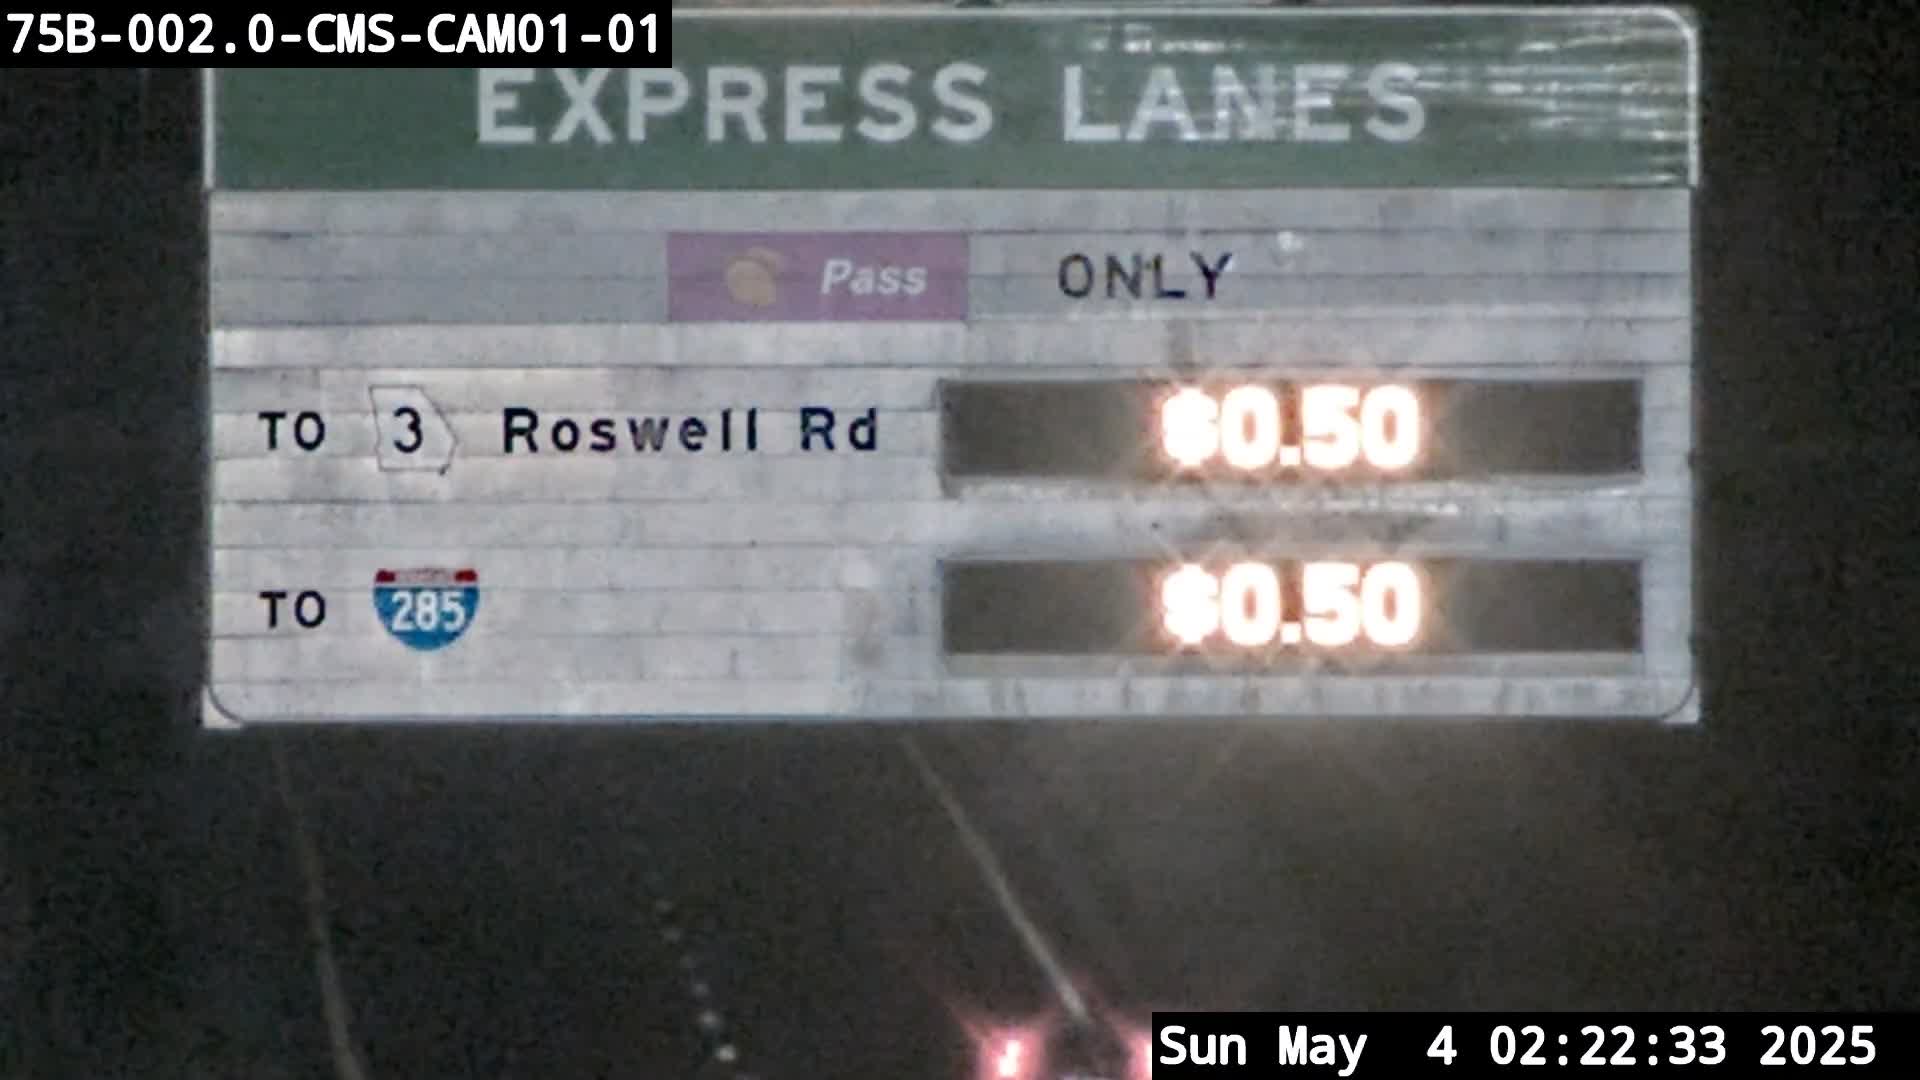 75B-002.0-CMS-CAM01-01
EXPRESS LANES
Pass ONLY
TO 3 Roswell Rd $0.50
TO 285 $0.50
Sun May 4 02:22:33 2025